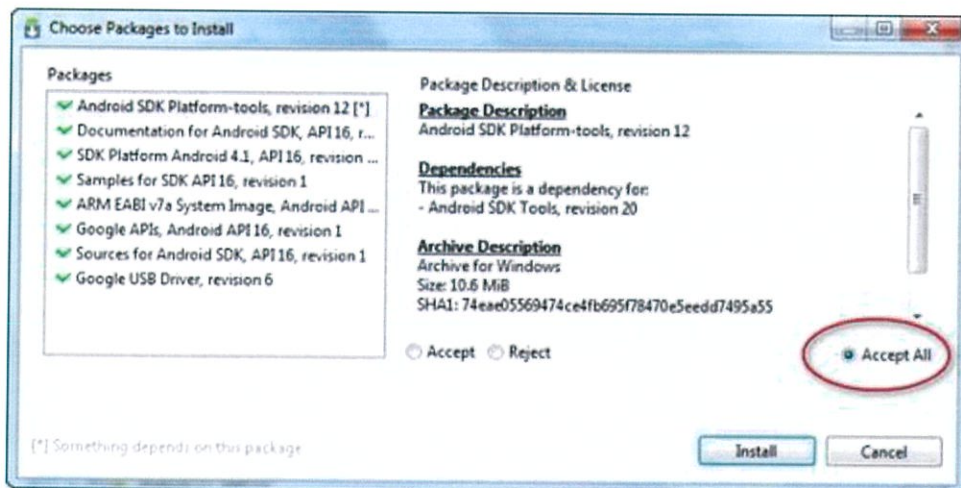 Choose Packages to Install
Packages
Android SDK Platform-tools, revision 12 [*]
Documentation for Android SDK, API 16, r...
SDK Platform Android 4.1, API 16, revision ...
Samples for SDK API 16, revision 1
ARM EABI v7a System Image, Android API ...
Google APIs, Android API 16, revision 1
Sources for Android SDK, API 16, revision 1
Google USB Driver, revision 6
Package Description & License
Package Description
Android SDK Platform-tools, revision 12
Dependencies
This package is a dependency for:
- Android SDK Tools, revision 20
Archive Description
Archive for Windows
Size: 10.6 MiB
SHA1: 74eae05569474ce4fb695f78470e5eedd7495a55
Accept Reject Accept All
[*] Something depends on this package
Install Cancel